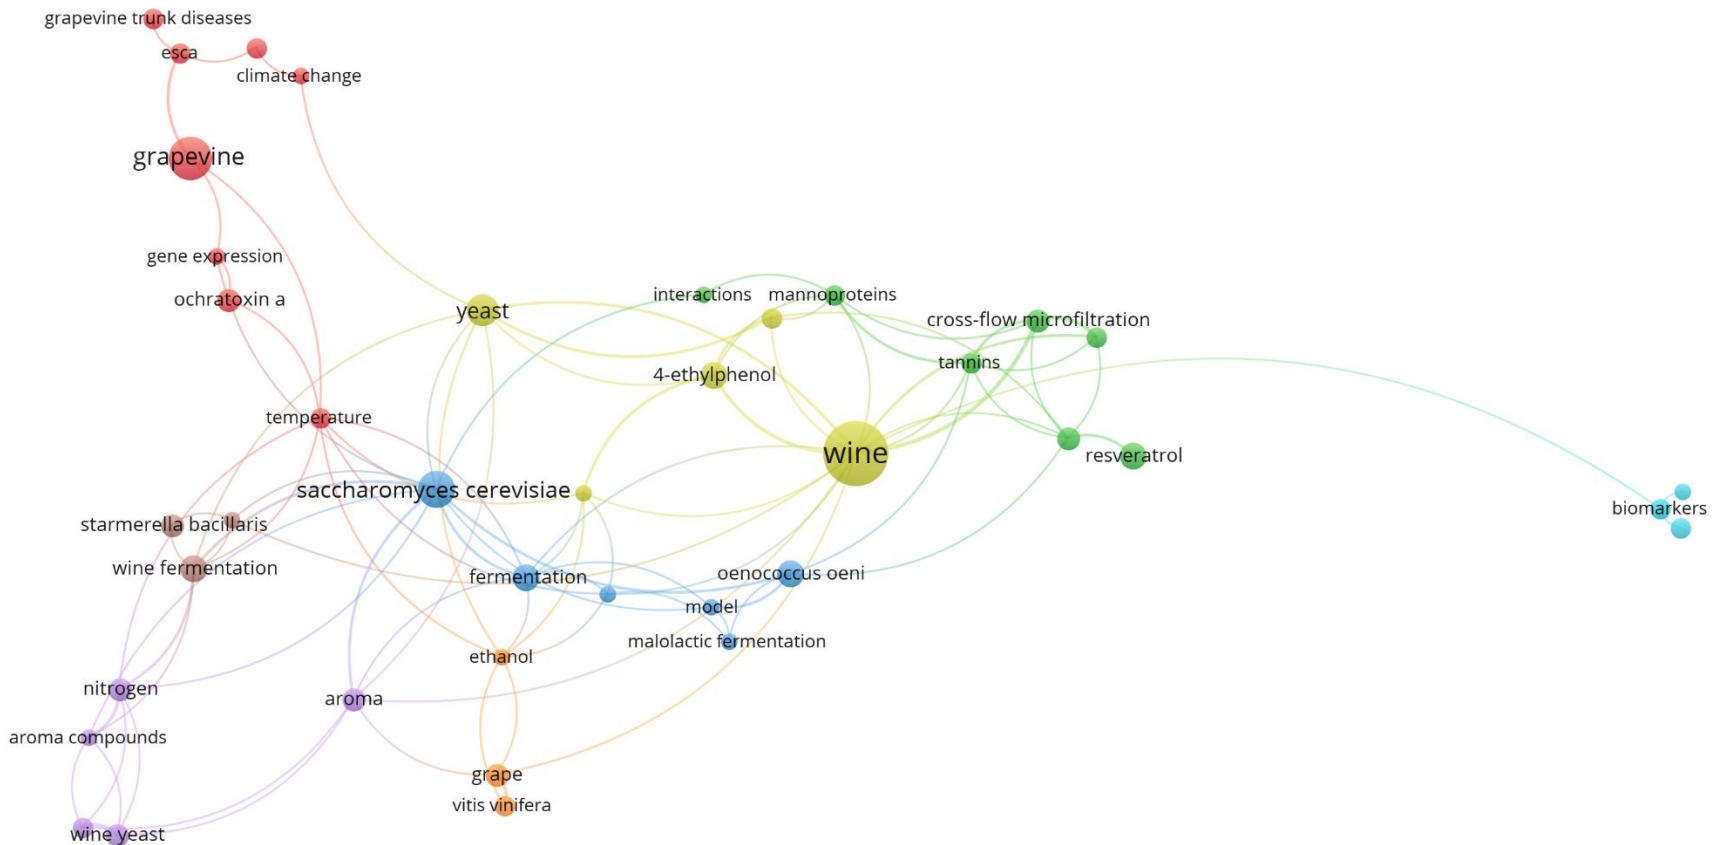 grapevine trunk diseases
esca
climate change
grapevine
gene expression
ochratoxin a
interactions
mannoproteins
yeast
cross-flow microfiltration
tannins
4-ethylphenol
temperature
wine
resveratrol
saccharomyces cerevisiae
biomarkers
starmerella bacillaris
wine fermentation
fermentation
oenococcus oeni
model
malolactic fermentation
ethanol
nitrogen
aroma
aroma compounds
grape
vitis vinifera
wine yeast